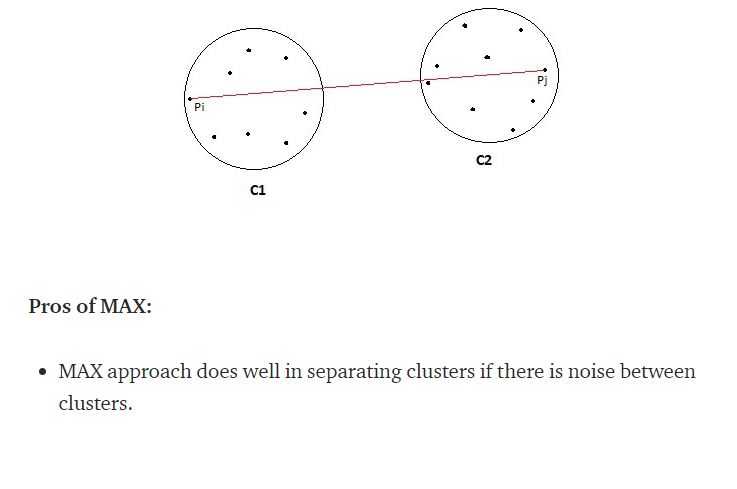 Pi
Pj
C1
C2
Pros of MAX:
• MAX approach does well in separating clusters if there is noise between
clusters.